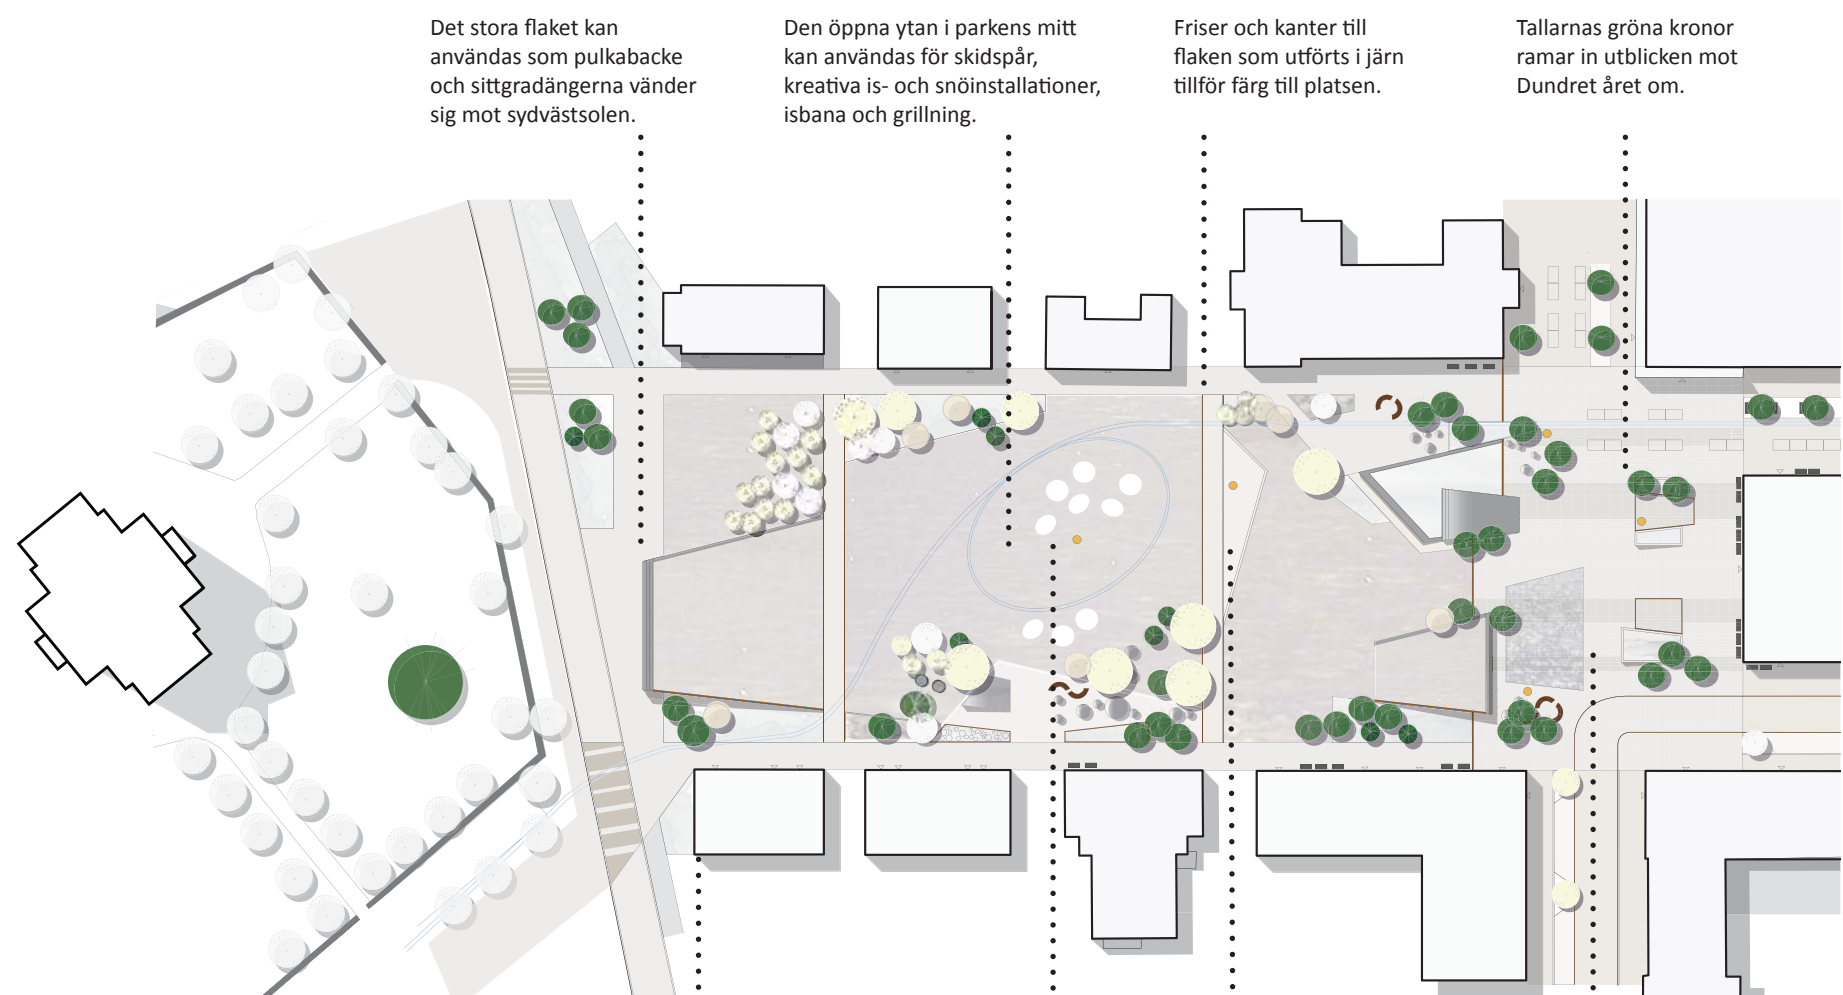 Det stora flaket kan
användas som pulkabacke
och sittgradängerna vänder
sig mot sydvästsolen.
Den öppna ytan i parkens mitt
kan användas för skidspår,
kreativa is- och snöinstallationer,
isbana och grillning.
Friser och kanter till
flaken som utförts i järn
tillför färg till platsen.
Tallarnas gröna kronor
ramar in utblicken mot
Dundret året om.